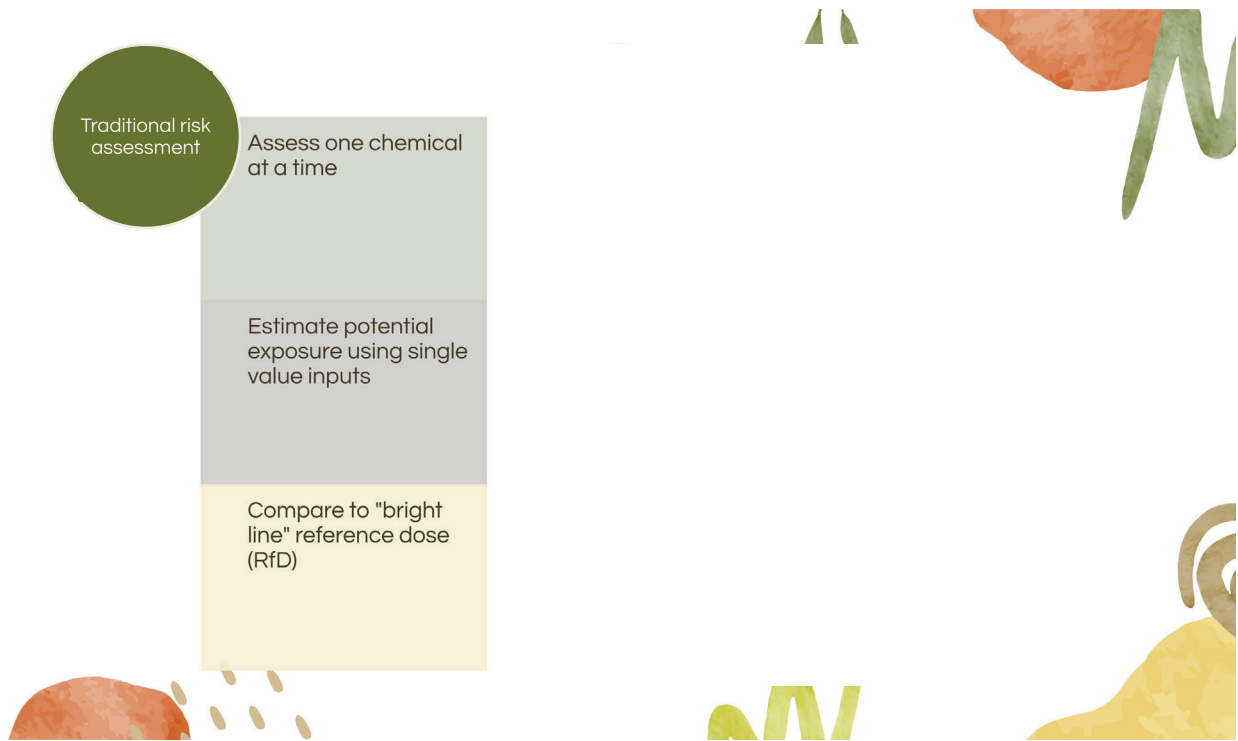 Traditional risk
assessment
Assess one chemical
at a time
Estimate potential
exposure using single
value inputs
Compare to "bright
line" reference dose
(RfD)